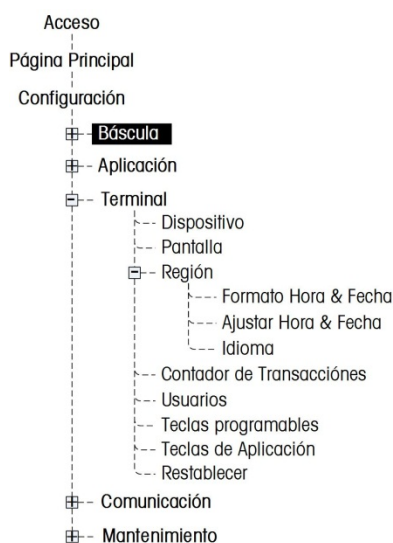 Acceso
Página Principal
Configuración
Báscula
Aplicación
Terminal
Dispositivo
Pantalla
Región
Formato Hora & Fecha
Ajustar Hora & Fecha
Idioma
Contador de Transacciónes
Usuarios
Teclas programables
Teclas de Aplicación
Restablecer
Comunicación
Mantenimiento